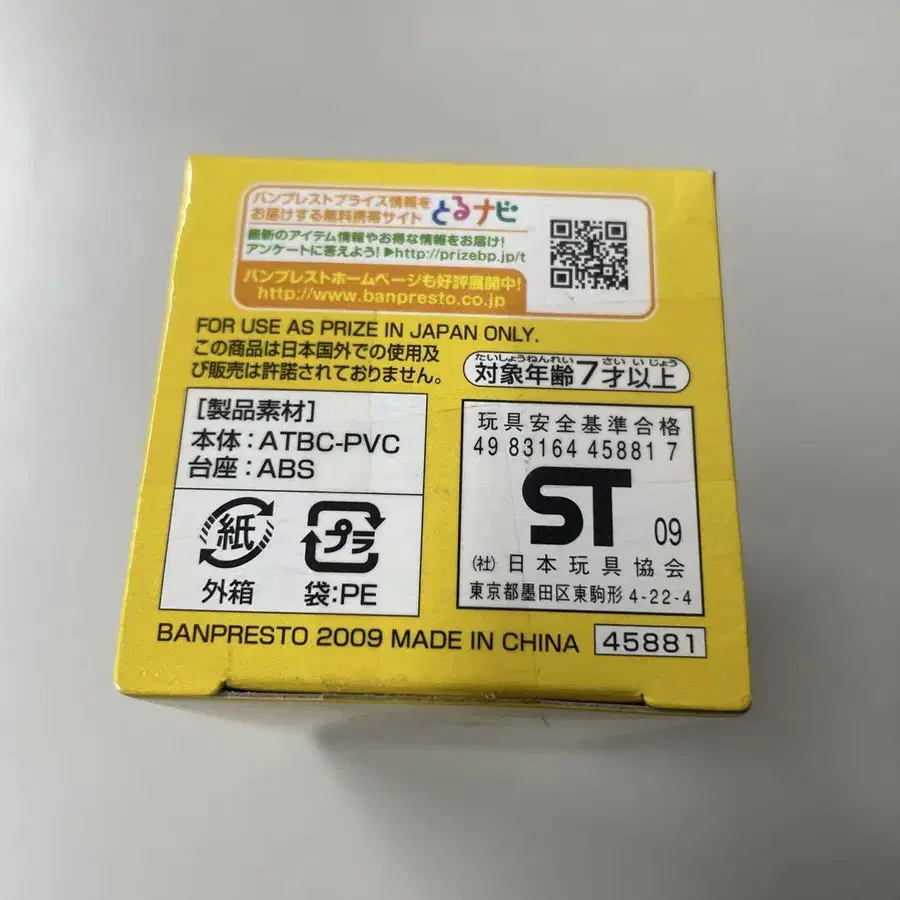 バンプレストプライズ情報を
お届けする無料携帯サイト とるナビ
最新のアイテム情報やお得な情報をお届け!
アンケートに答えよう!▶http://prizebp.jp/t
バンプレストホームページも好評展開中!
http://www.banpresto.co.jp
FOR USE AS PRIZE IN JAPAN ONLY.
この商品は日本国外での使用及
び販売は許諾されておりません。
たいしょうねんれい さい いじょう
対象年齢7才以上
[製品素材]
本体:ATBC-PVC
台座:ABS
紙
外箱
プラ
袋:PE
玩具安全基準合格
49 83164 45881 7
ST 09
(社)日本玩具協会
東京都墨田区東駒形 4-22-4
BANPRESTO 2009 MADE IN CHINA 45881